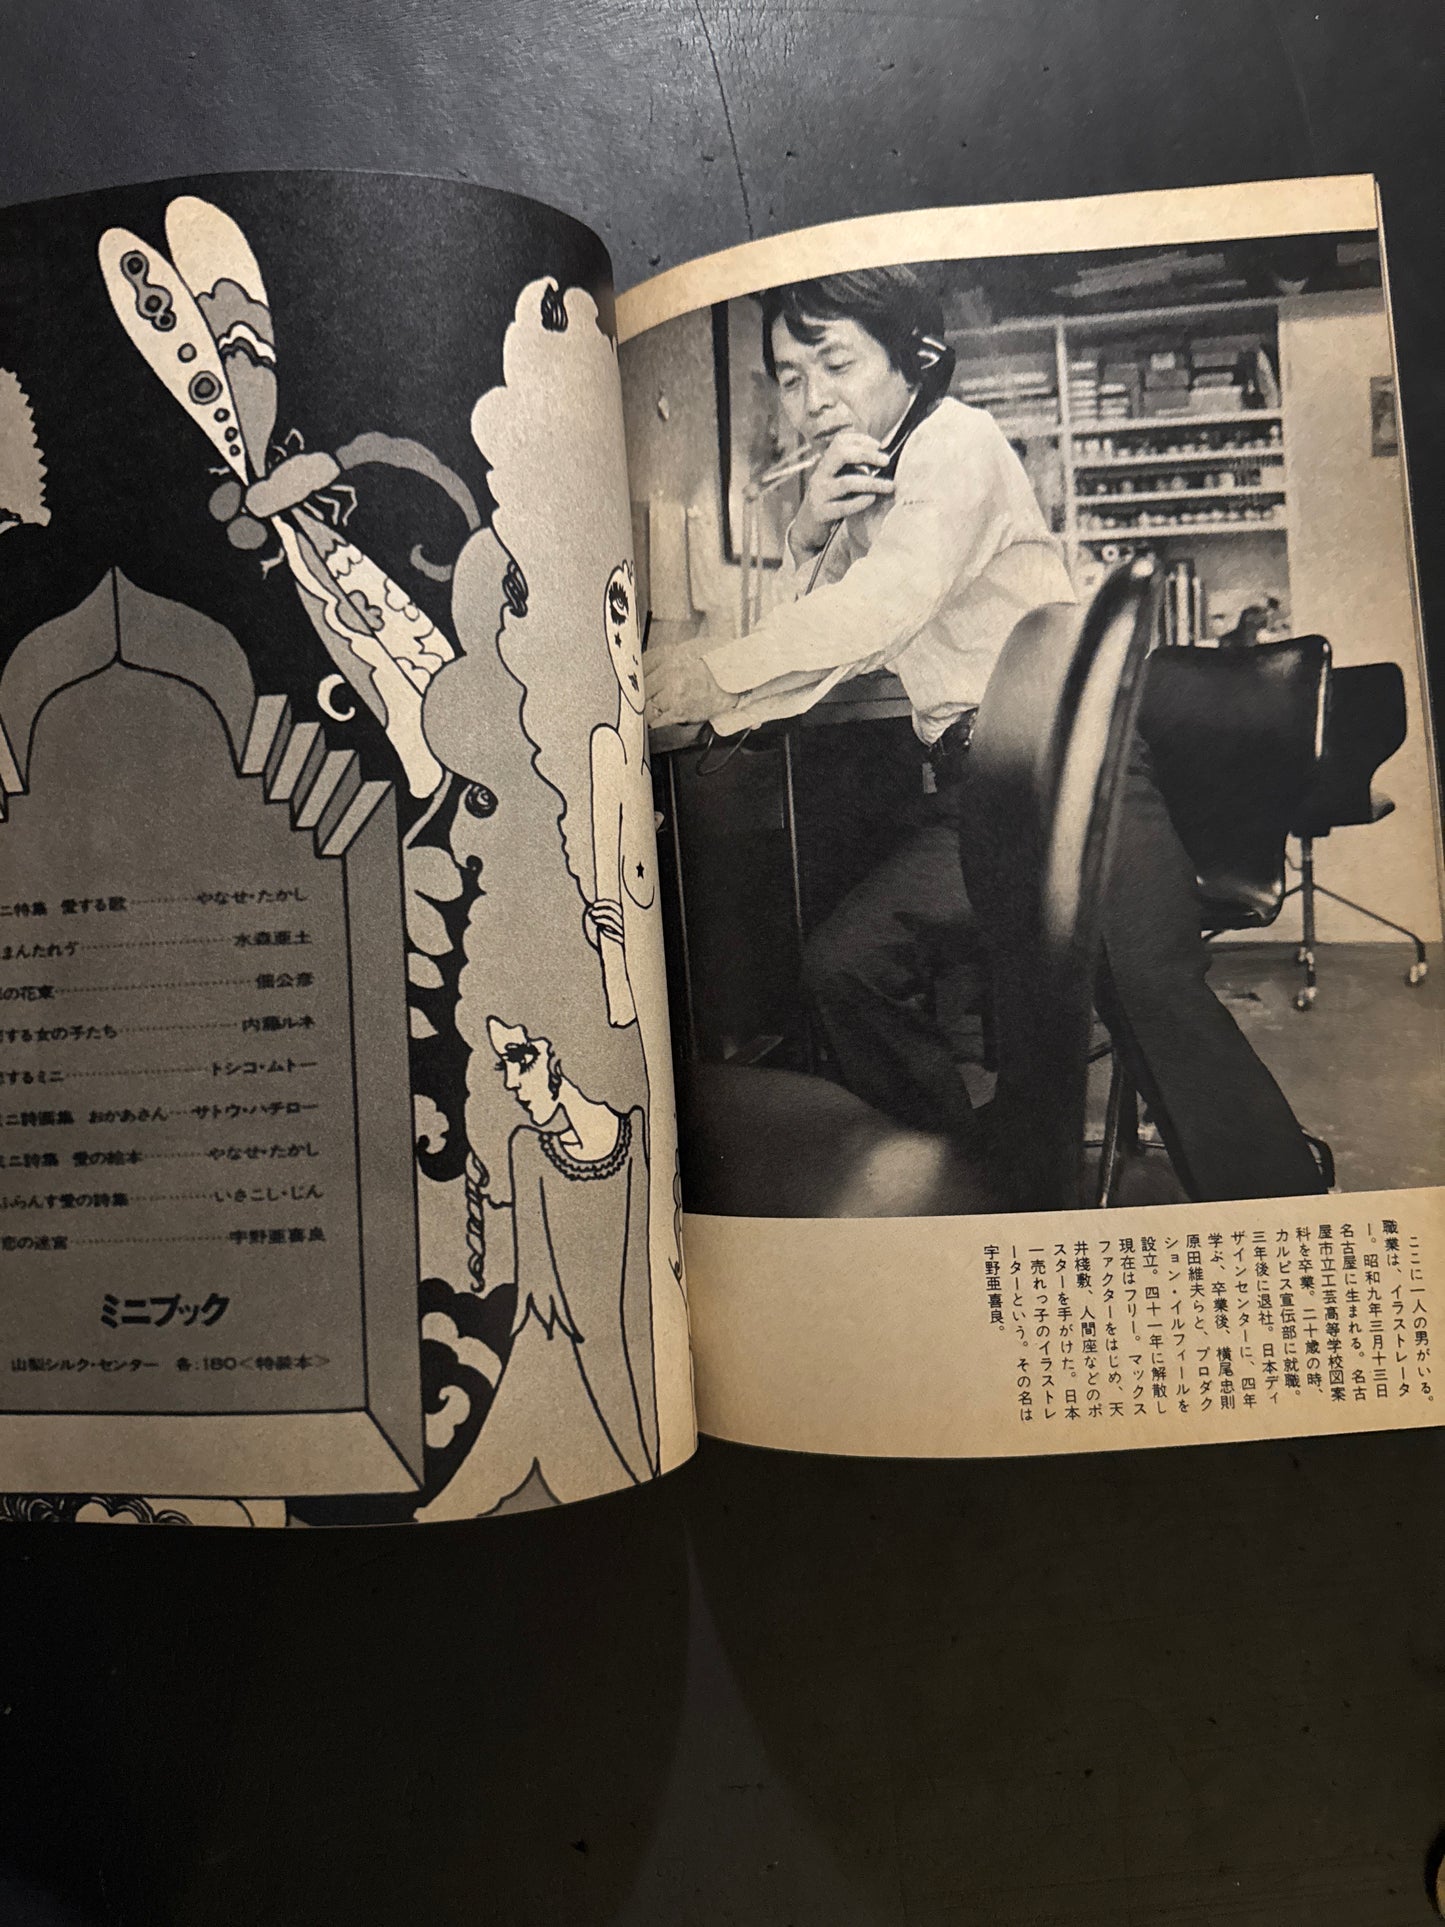 ニ特集 愛する歌………やなせ・たかし
まんたれヴ………水森亜土
の花束………佃公彦
する女の子たち………内藤ルネ
するミニ………トシコ・ムトー
ミニ詩画集 おかあさん…サトウ・ハチロー
ミニ詩集 愛の絵本………やなせ・たかし
ふらんす愛の詩集………いさこし・じん
恋の迷宮………宇野亜喜良
ミニブック
山梨シルク・センター 各:180<特装本>
ここに一人の男がいる。
職業は、イラストレータ
ー。昭和九年三月十三日
名古屋に生まれる。名古
屋市立工芸高等学校図案
科を卒業。二十歳の時、
カルピス宣伝部に就職。
三年後に退社。日本ディ
ザインセンターに、四年
学ぶ、卒業後、横尾忠則
原田維夫らと、プロダク
ション・イルフィールを
設立。四十一年に解散し
現在はフリー。マックス
ファクターをはじめ、天
井棧敷、人間座などのポ
スターを手がけた。日本
一売れっ子のイラストレ
ーターという。その名は
宇野亜喜良。